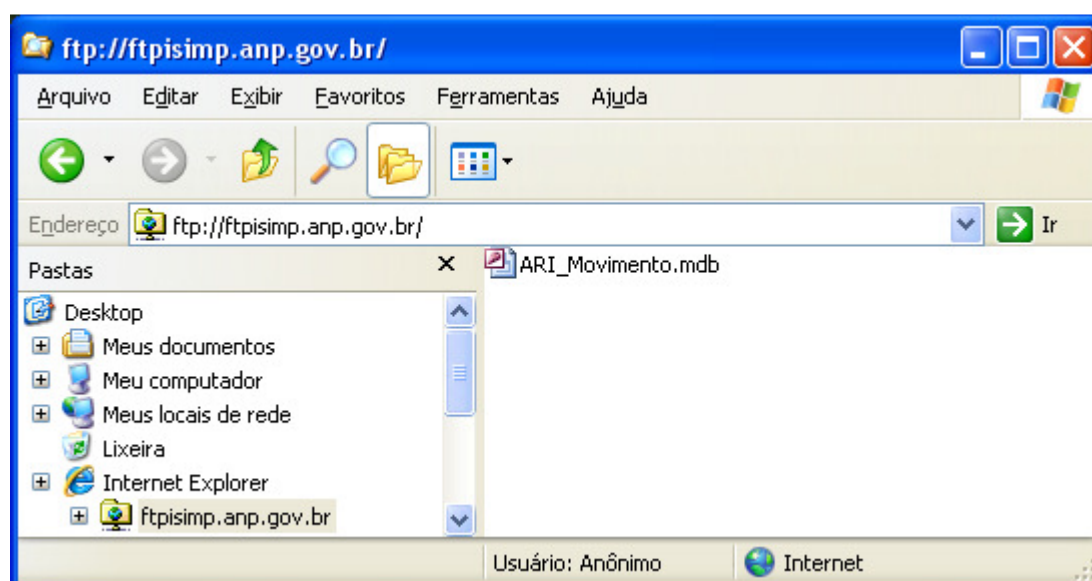 ftp://ftpisimp.anp.gov.br/
Arquivo Editar Exibir Favoritos Ferramentas Ajuda
Endereço ftp://ftpisimp.anp.gov.br/ Ir
Pastas
ARI_Movimento.mdb
Desktop
Meus documentos
Meu computador
Meus locais de rede
Lixeira
Internet Explorer
ftpisimp.anp.gov.br
Usuário: Anônimo Internet